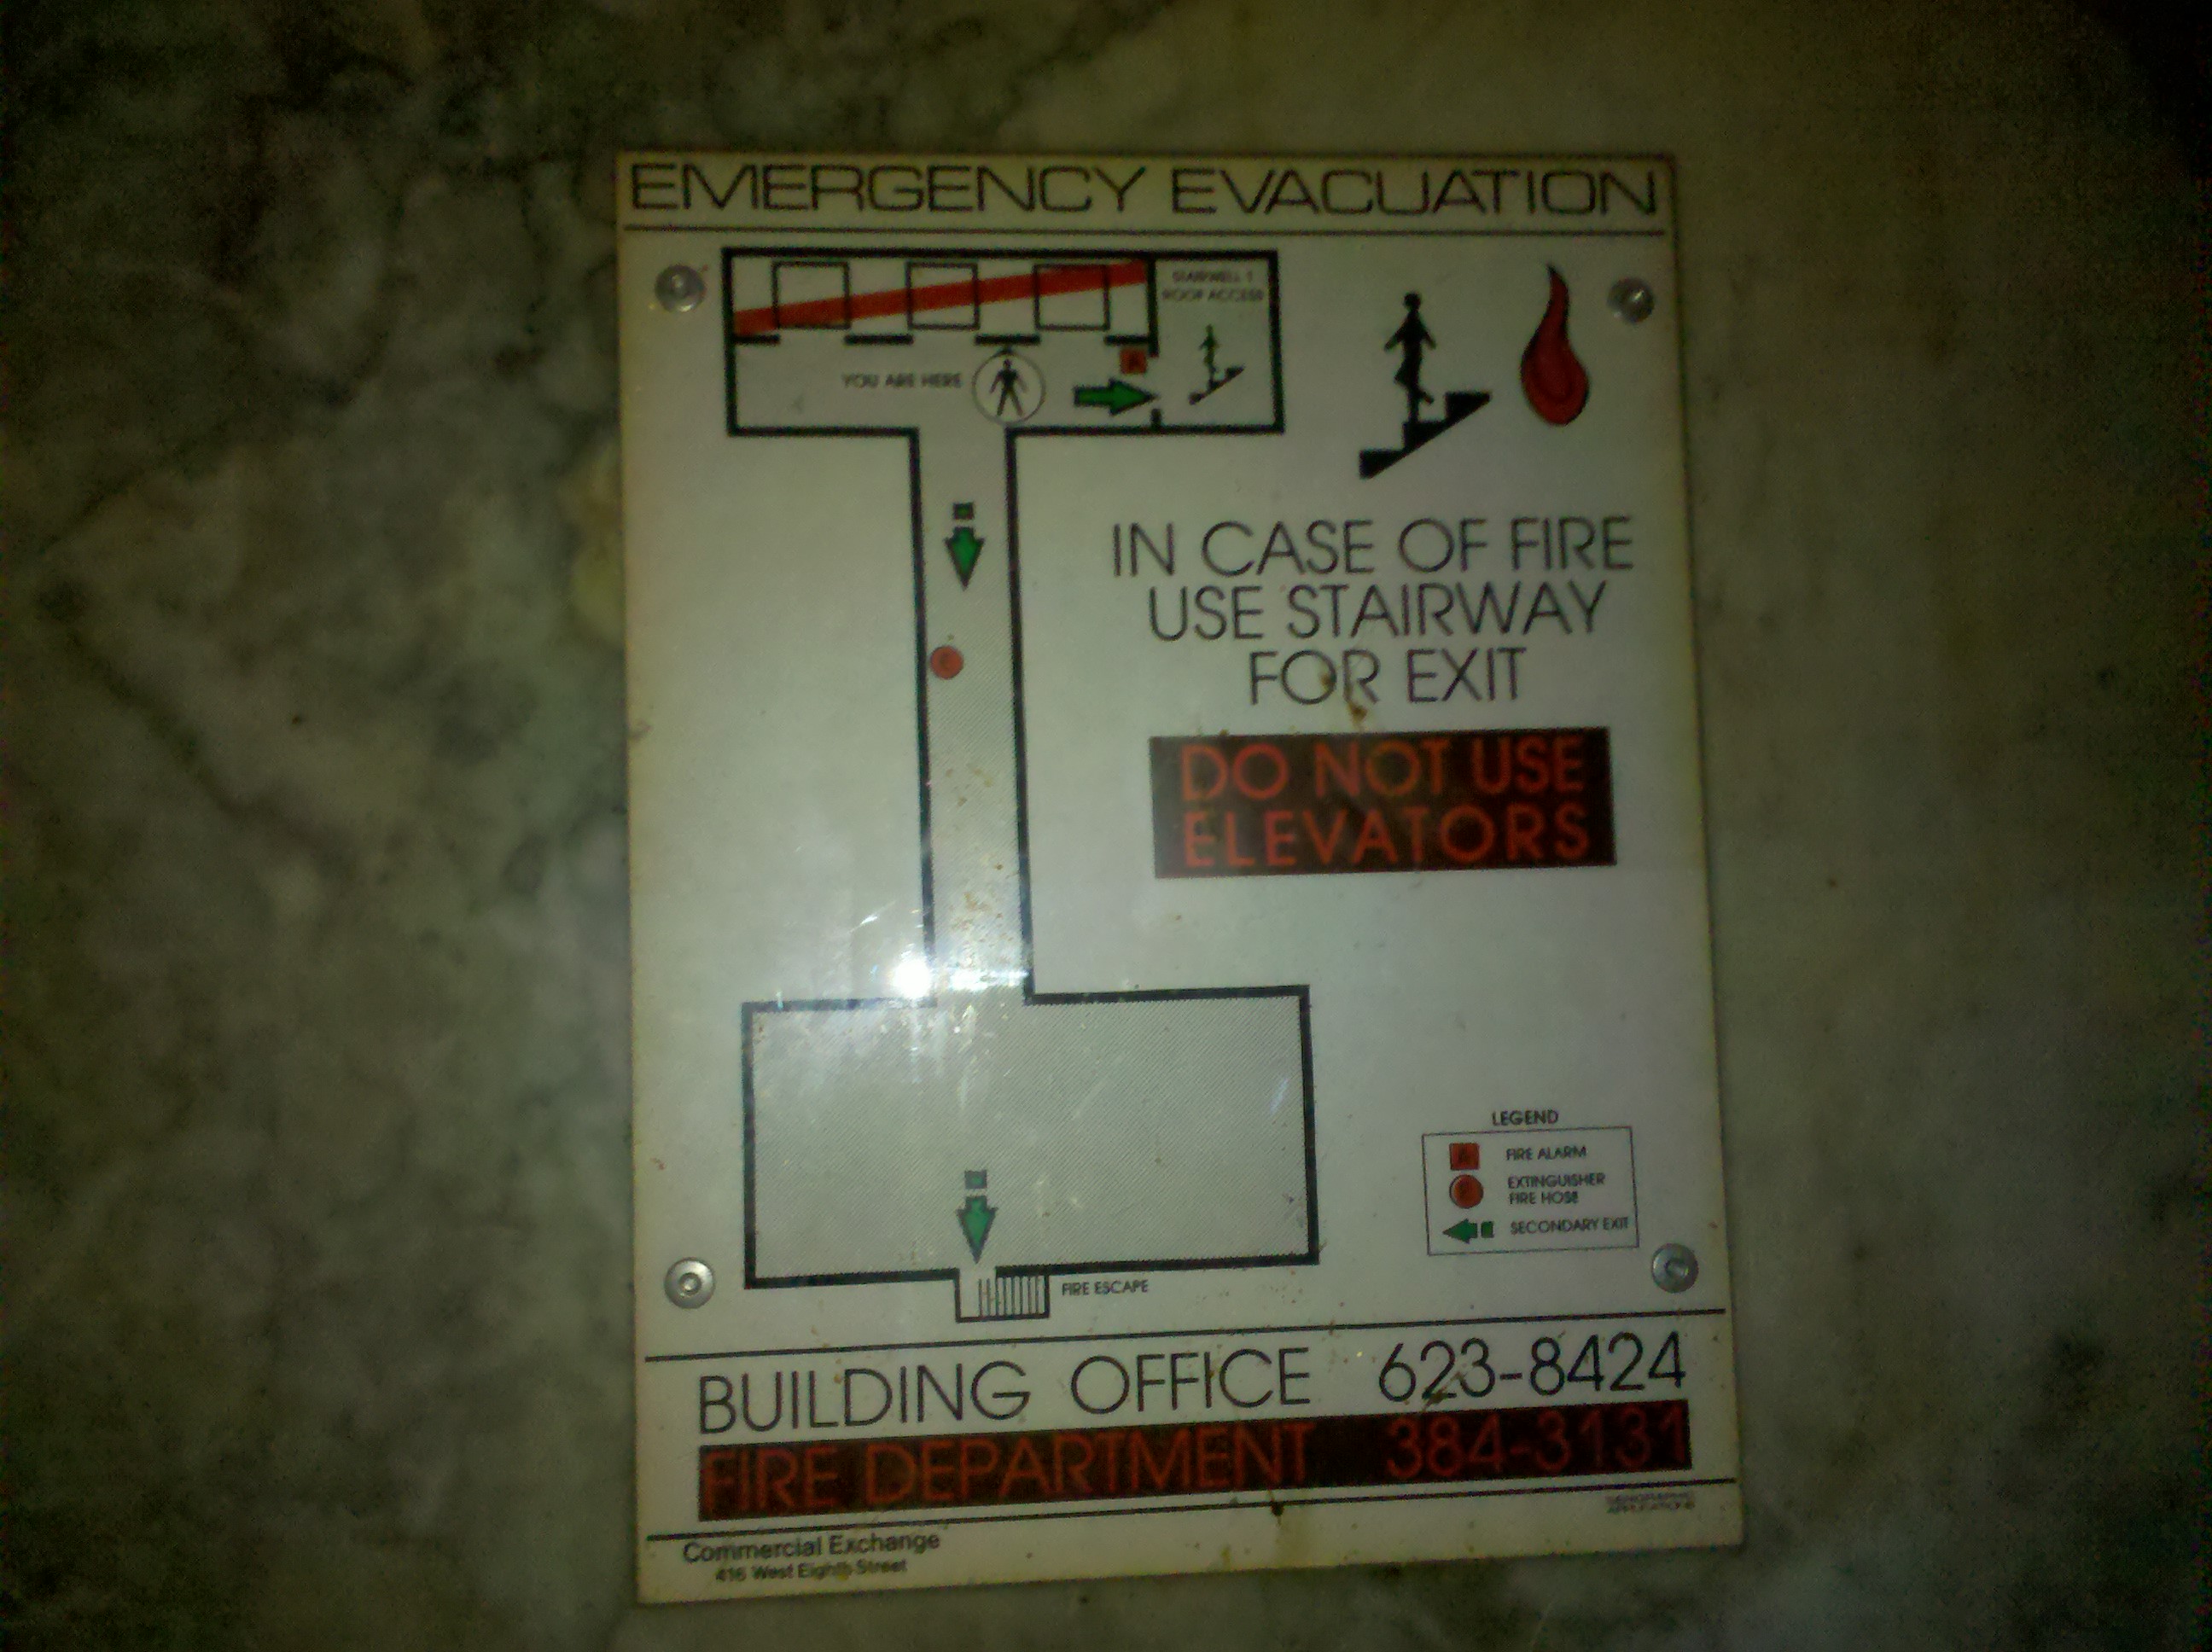 EMERGENCY EVACUATION
STAIRWELL 1
ROOF ACCESS
A
YOU ARE HERE
IN CASE OF FIRE
USE STAIRWAY
FOR EXIT
DO NOT USE
ELEVATORS
LEGEND
A FIRE ALARM
EXTINGUISHER
FIRE HOSE
SECONDARY EXIT
FIRE ESCAPE
BUILDING OFFICE 623-8424
FIRE DEPARTMENT 384-3131
APPLICATIONS
Commercial Exchange
416 West Eighth Street